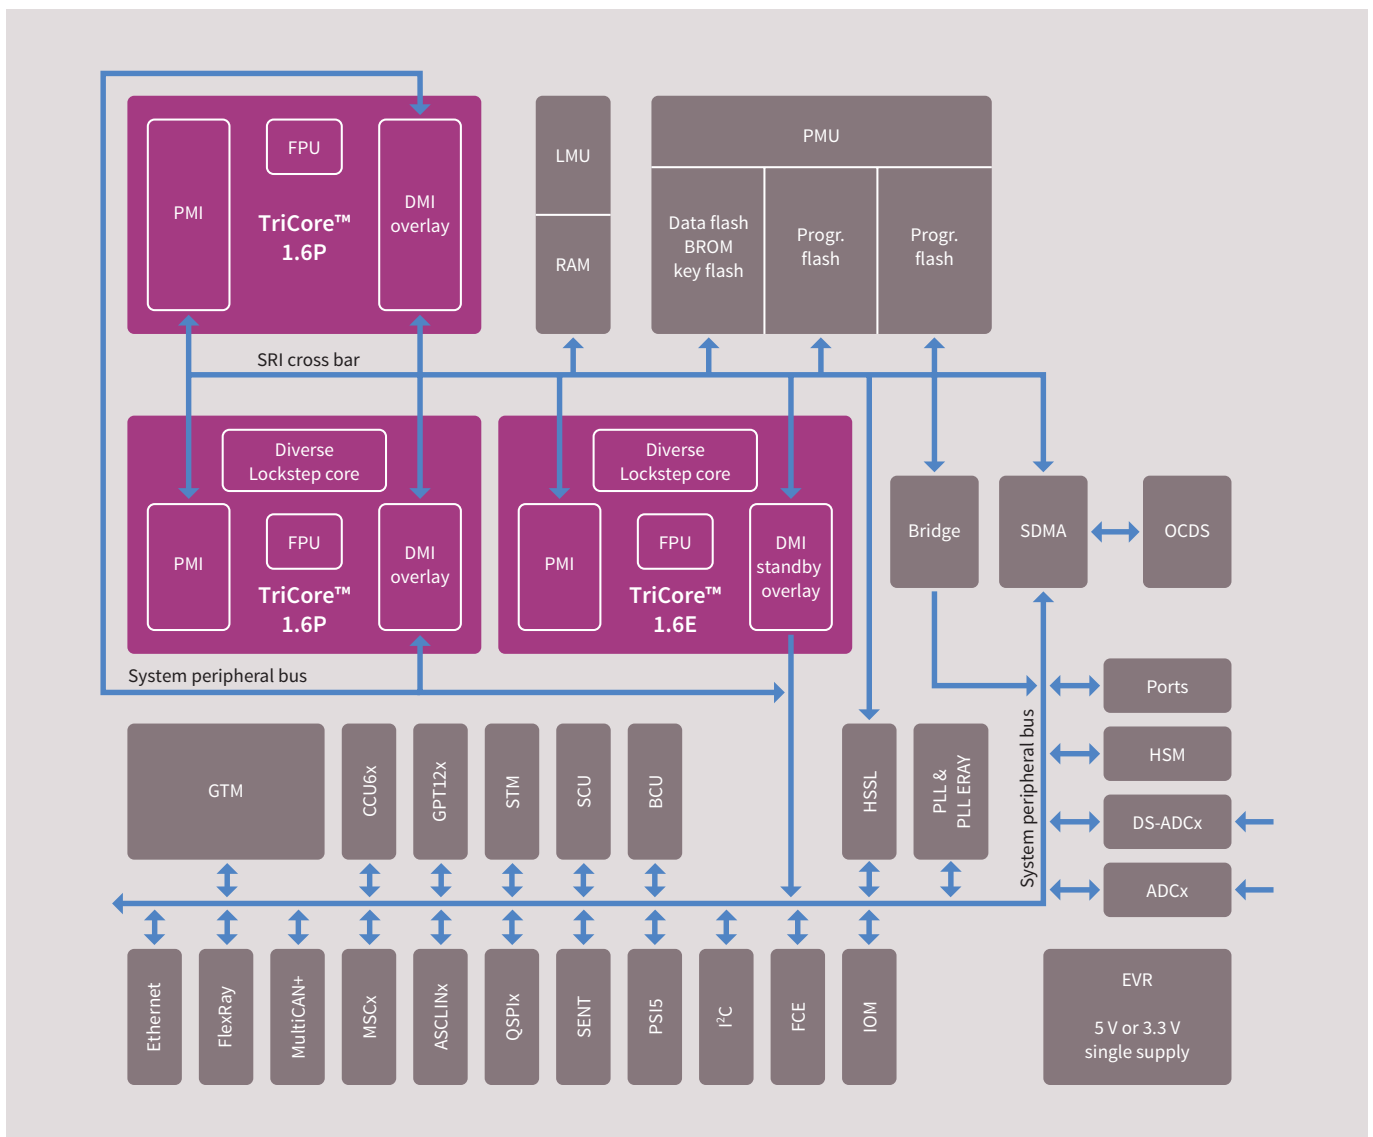 PMI
FPU
TriCore™
1.6P
DMI
overlay
LMU
RAM
PMU
Data flash
BROM
key flash
Progr.
flash
Progr.
flash
SRI cross bar
Diverse
Lockstep core
PMI
FPU
TriCore™
1.6P
DMI
overlay
Diverse
Lockstep core
PMI
FPU
TriCore™
1.6E
DMI
standby
overlay
Bridge
SDMA
OCDS
System peripheral bus
GTM
CCU6x
GPT12x
STM
SCU
BCU
HSSL
PLL &
PLL ERAY
System peripheral bus
Ports
HSM
DS-ADCx
ADCx
Ethernet
FlexRay
MultiCAN+
MSCx
ASCLINx
QSPIx
SENT
PSI5
I²C
FCE
IOM
EVR
5 V or 3.3 V
single supply